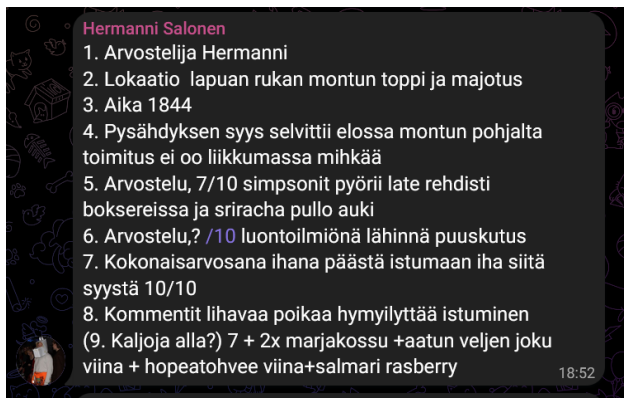 Hermanni Salonen
1. Arvostelija Hermanni
2. Lokaatio  lapuan rukan montun toppi ja majotus
3. Aika 1844
4. Pysähdyksen syys selvittii elossa montun pohjalta
toimitus ei oo liikkumassa mihkää
5. Arvostelu, 7/10 simpsonit pyörii late rehdisti
boksereissa ja sriracha pullo auki
6. Arvostelu,? /10 luontoilmiönä lähinnä puuskutus
7. Kokonaisarvosana ihana päästä istumaan iha siitä
syystä 10/10
8. Kommentit lihavaa poikaa hymyilyttää istuminen
(9. Kaljoja alla?) 7 + 2x marjakossu +aatun veljen joku
viina + hopeatohvee viina+salmari rasberry
18:52